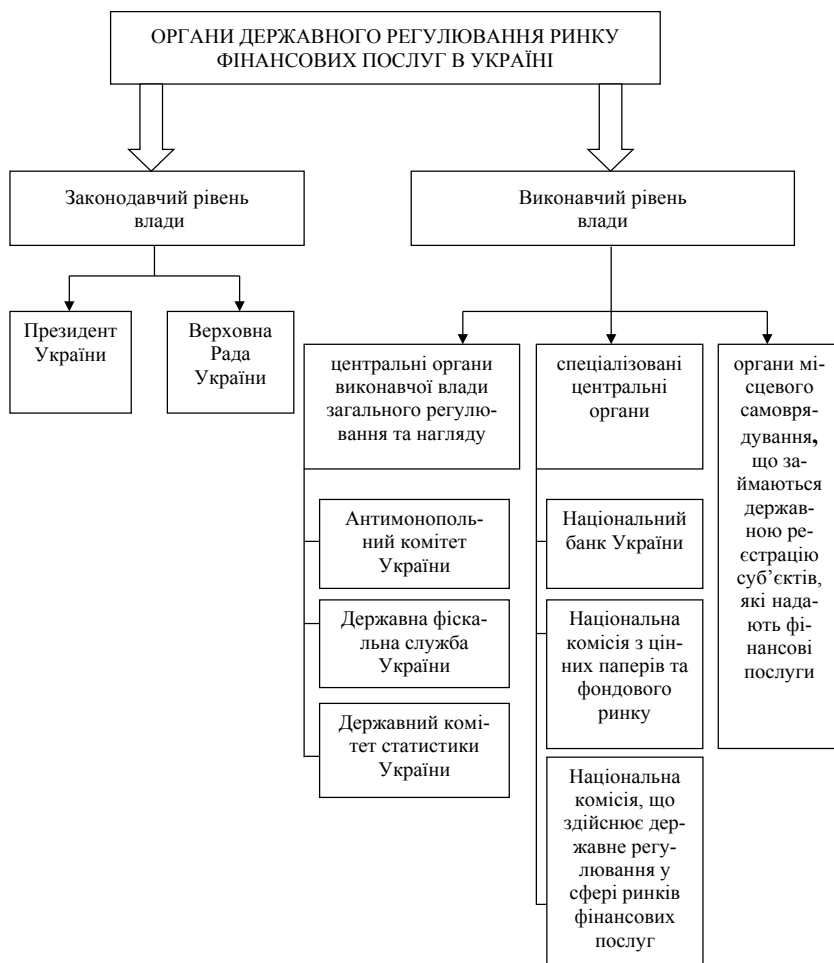 ОРГАНИ ДЕРЖАВНОГО РЕГУЛЮВАННЯ РИНКУ
ФІНАНСОВИХ ПОСЛУГ В УКРАЇНІ
Законодавчий рівень
влади
Виконавчий рівень
влади
Президент
України
Верховна
Рада
України
центральні органи
виконавчої влади
загального регулю-
вання та нагляду
Антимонополь-
ний комітет
України
Державна фіска-
льна служба
України
Державний комі-
тет статистики
України
спеціалізовані
центральні
органи
Національний
банк України
Національна
комісія з цін-
них паперів та
фондового
ринку
Національна
комісія, що
здійснює дер-
жавне регу-
лювання у
сфері ринків
фінансових
послуг
органи мі-
сцевого
самовря-
дування,
що за-
ймаються
держав-
ною ре-
єстрацію
суб’єктів,
які нада-
ють фі-
нансові
послуги